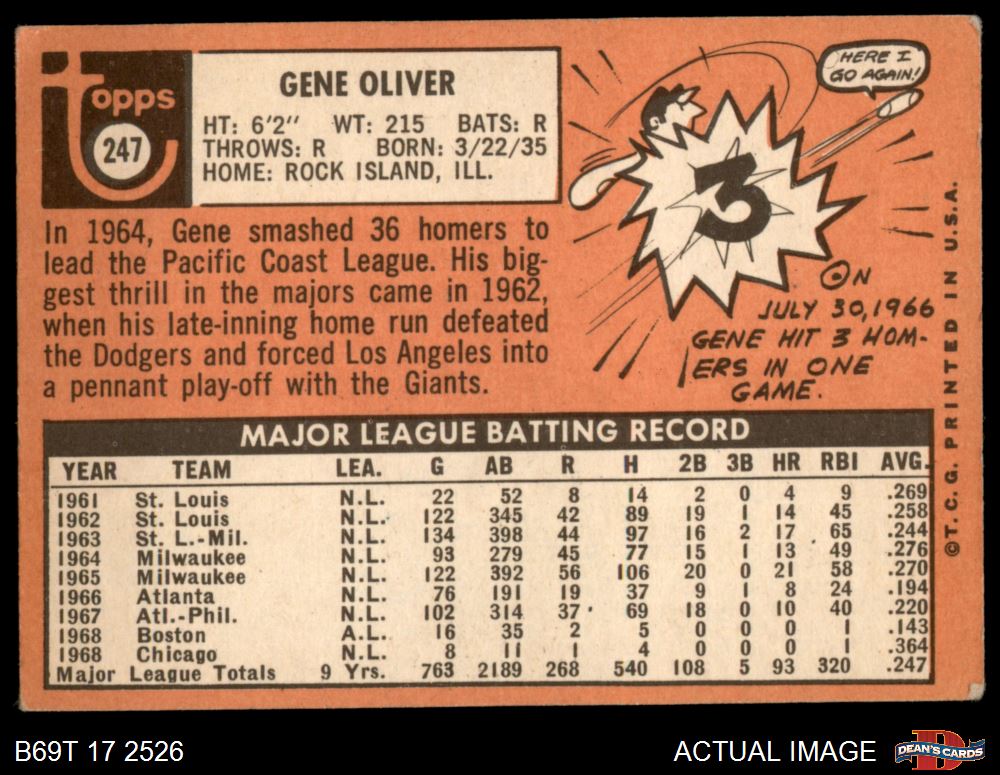 Topps
247
GENE OLIVER
HT: 6'2" WT: 215 BATS: R
THROWS: R BORN: 3/22/35
HOME: ROCK ISLAND, ILL.
In 1964, Gene smashed 36 homers to
lead the Pacific Coast League. His big-
gest thrill in the majors came in 1962,
when his late-inning home run defeated
the Dodgers and forced Los Angeles into
a pennant play-off with the Giants.
HERE I
GO AGAIN!
3
ON
JULY 30, 1966
GENE HIT 3 HOM-
ERS IN ONE
GAME.
©T. C. G. PRINTED IN U.S.A.
MAJOR LEAGUE BATTING RECORD
YEAR TEAM LEA. G AB R H 2B 3B HR RBI AVG.
1961 St. Louis N.L. 22 52 8 14 2 0 4 9 .269
1962 St. Louis N.L. 122 345 42 89 19 1 14 45 .258
1963 St. L.-Mil. N.L. 134 398 44 97 16 2 17 65 .244
1964 Milwaukee N.L. 93 279 45 77 15 1 13 49 .276
1965 Milwaukee N.L. 122 392 56 106 20 0 21 58 .270
1966 Atlanta N.L. 76 191 19 37 9 1 8 24 .194
1967 Atl.-Phil. N.L. 102 314 37 69 18 0 10 40 .220
1968 Boston A.L. 16 35 2 5 0 0 0 1 .143
1968 Chicago N.L. 8 11 1 4 0 0 0 1 .364
Major League Totals 9 Yrs. 763 2189 268 540 108 5 93 320 .247
B69T 17 2526
ACTUAL IMAGE
DEAN'S CARDS